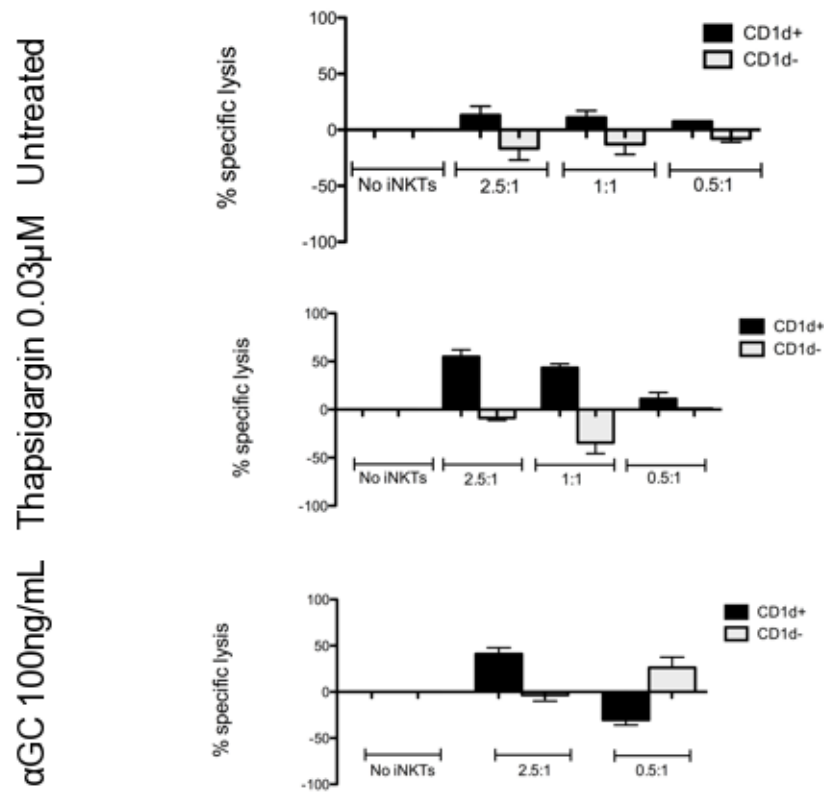 Untreated
% specific lysis
100
50
0
-50
-100
CD1d+
CD1d-
No iNKTs 2.5:1 1:1 0.5:1
Thapsigargin 0.03µM
% specific lysis
100
50
0
-50
-100
CD1d+
CD1d-
No iNKTs 2.5:1 1:1 0.5:1
αGC 100ng/mL
% specific lysis
100
50
0
-50
-100
CD1d+
CD1d-
No iNKTs 2.5:1 0.5:1